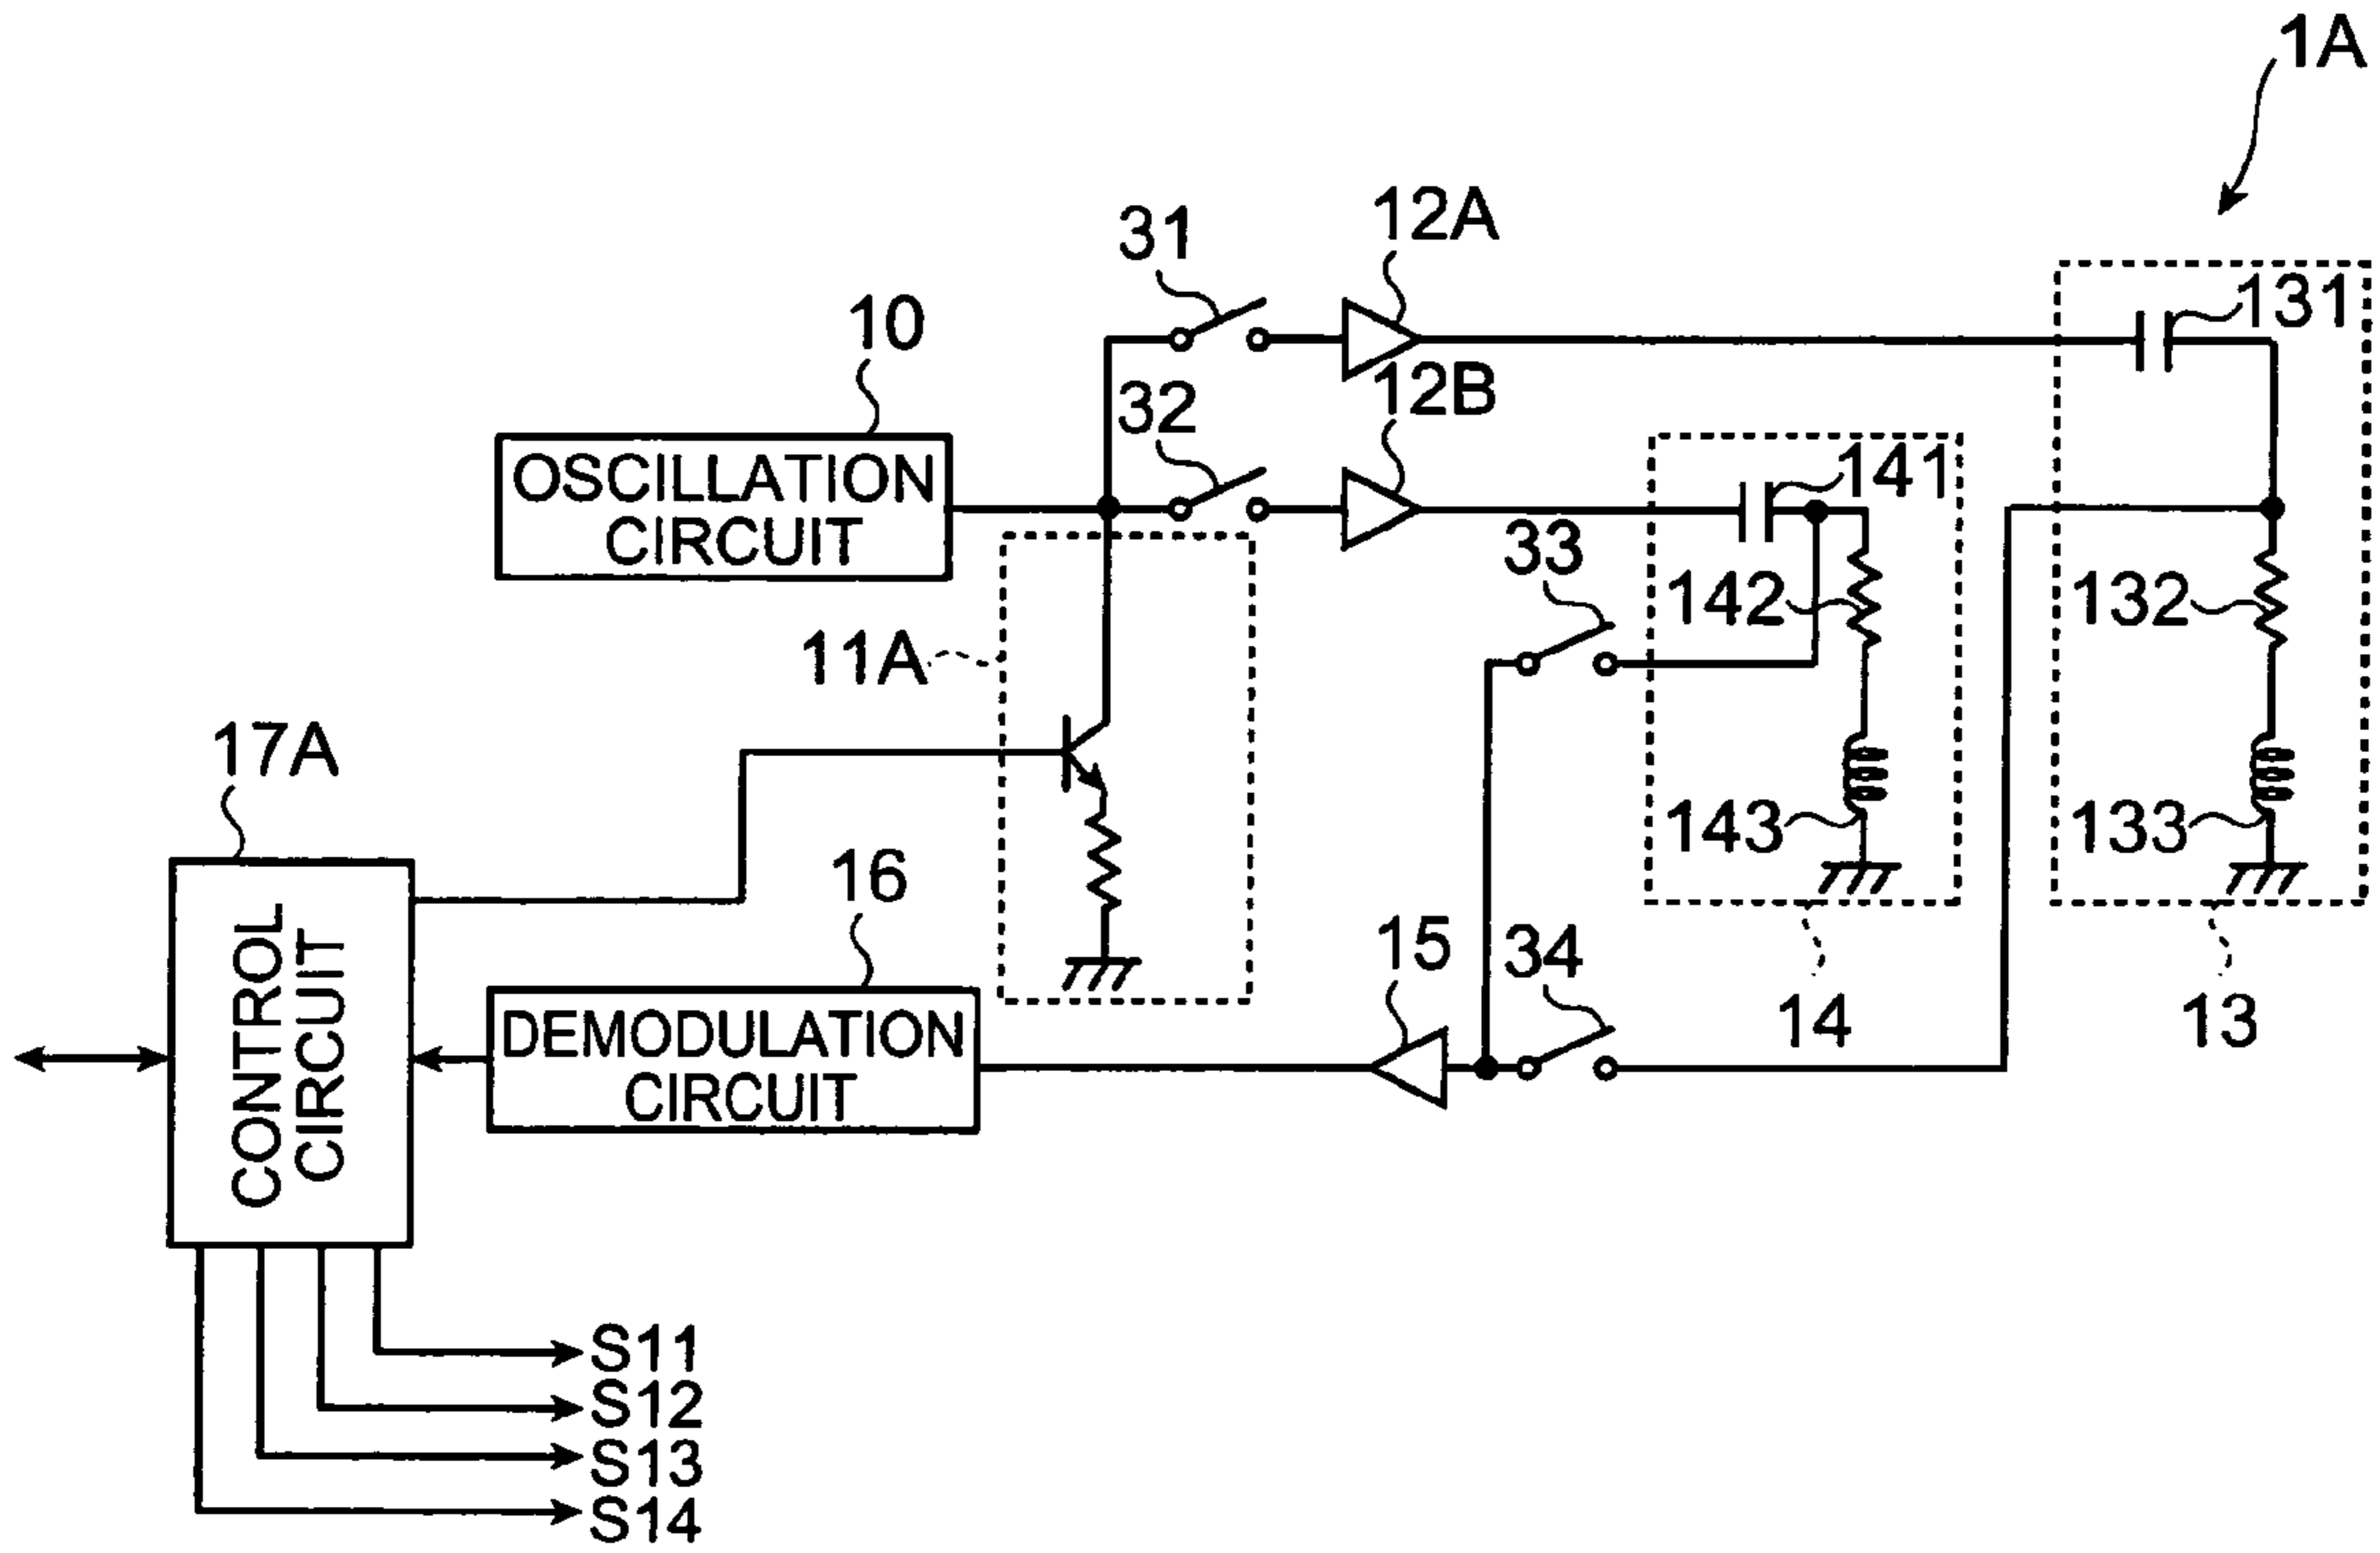 1A
31
12A
131
10
32
12B
141
OSCILLATION
CIRCUIT
33
142
132
11A
17A
143
133
16
15
34
CONTROL
CIRCUIT
DEMODULATION
CIRCUIT
14
13
S11
S12
S13
S14